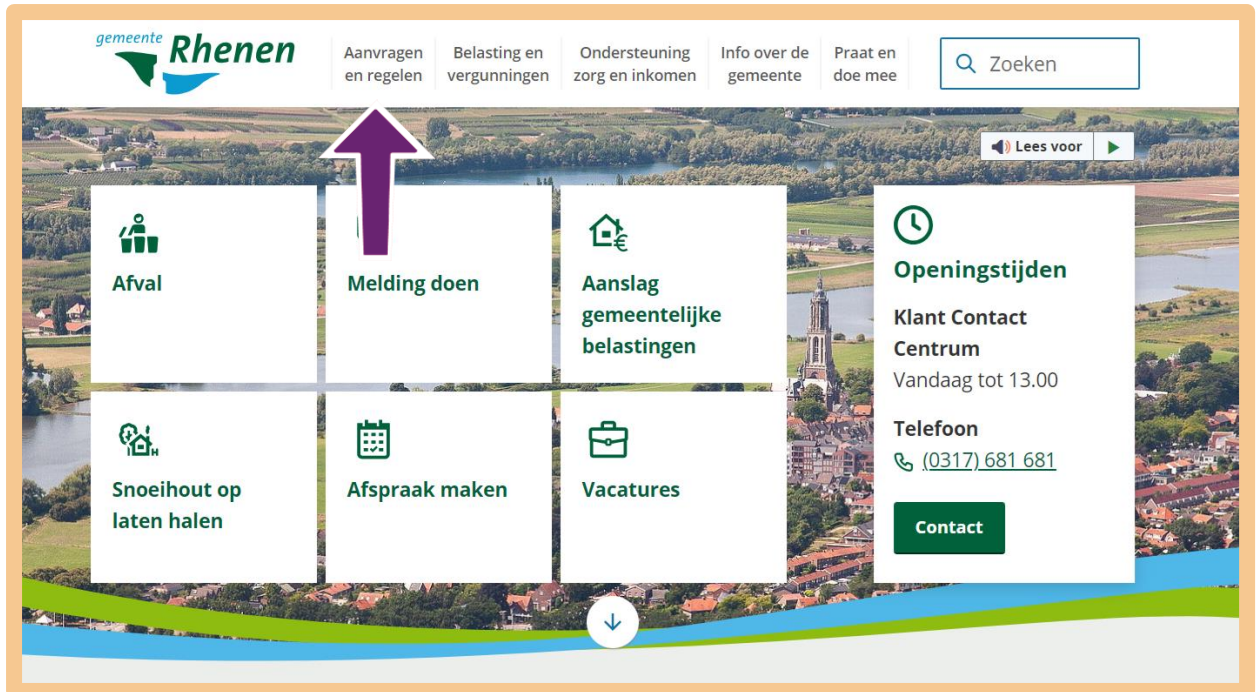 gemeente
Rhenen
Aanvragen
en regelen
Belasting en
vergunningen
Ondersteuning
zorg en inkomen
Info over de
gemeente
Praat en
doe mee
Zoeken
Lees voor
Afval
Melding doen
Aanslag
gemeentelijke
belastingen
Snoeihout op
laten halen
Afspraak maken
Vacatures
Openingstijden
Klant Contact
Centrum
Vandaag tot 13.00
Telefoon
(0317) 681 681
Contact